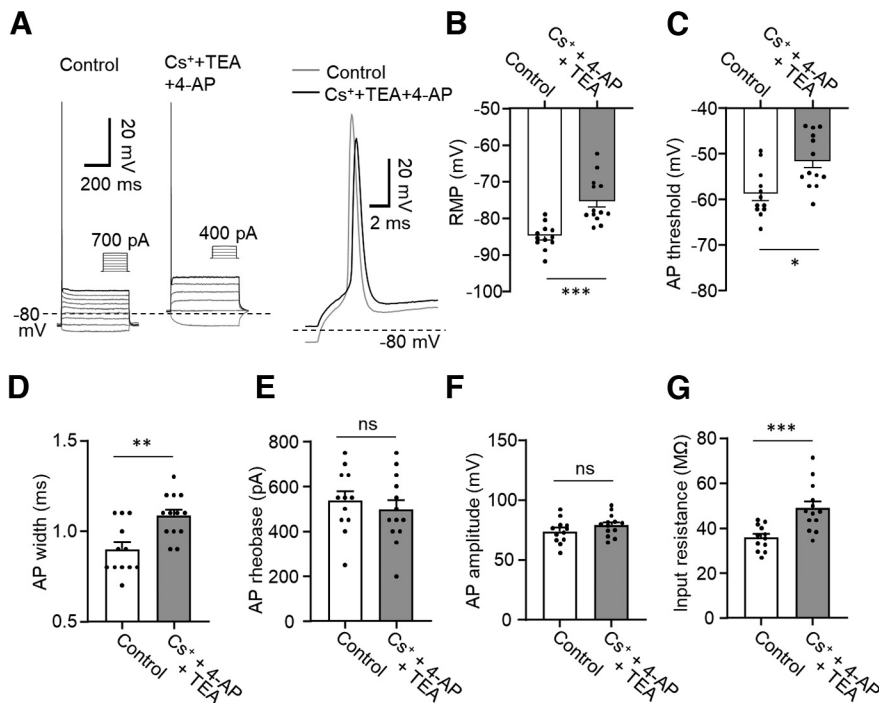 A
Control
Cs⁺+TEA
+4-AP
20 mV
200 ms
700 pA
400 pA
-80
mV
Control
Cs⁺+TEA+4-AP
20 mV
2 ms
-80 mV
B
Control
Cs⁺ + 4-AP
+ TEA
RMP (mV)
-50
-60
-70
-80
-90
-100
***
C
Control
Cs⁺ + 4-AP
+ TEA
AP threshold (mV)
-40
-50
-60
-70
-80
*
D
AP width (ms)
1.5
1.0
0.5
**
Control
Cs⁺ + 4-AP
+ TEA
E
AP rheobase (pA)
800
600
400
200
0
ns
Control
Cs⁺ + 4-AP
+ TEA
F
AP amplitude (mV)
150
100
50
0
ns
Control
Cs⁺ + 4-AP
+ TEA
G
Input resistance (MΩ)
80
60
40
20
0
***
Control
Cs⁺ + 4-AP
+ TEA